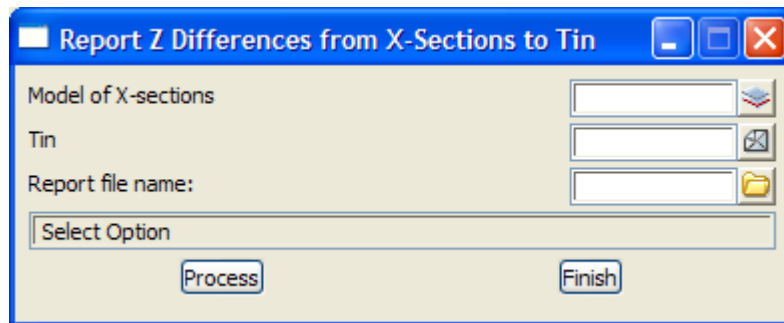 Report Z Differences from X-Sections to Tin
Model of X-sections
Tin
Report file name:
Select Option
Process Finish